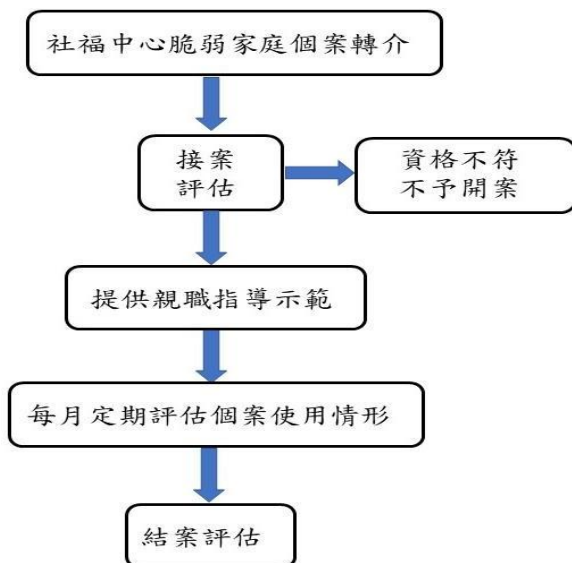 社福中心脆弱家庭個案轉介
接案
評估
資格不符
不予開案
提供親職指導示範
每月定期評估個案使用情形
結案評估